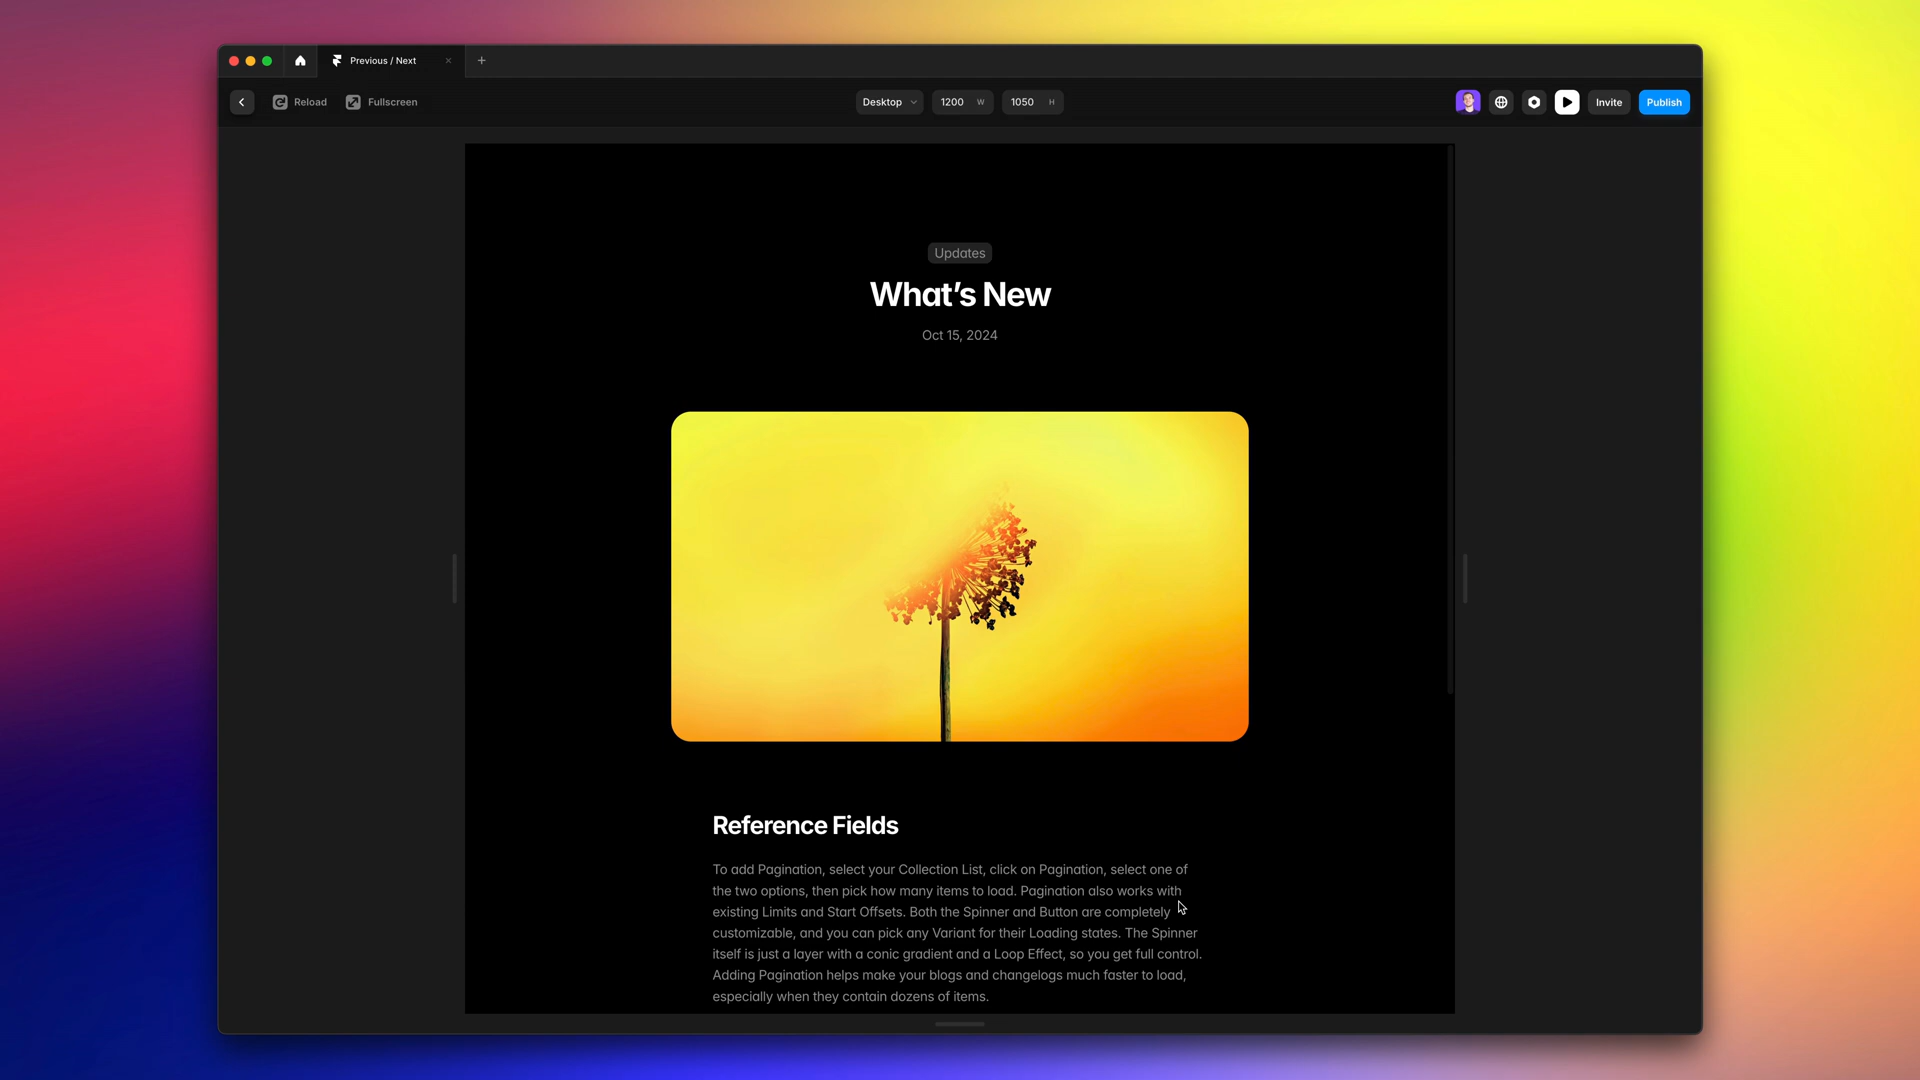 Previous / Next
Reload
Fullscreen
Desktop
1200 W
1050 H
Invite
Publish
Updates
What’s New
Oct 15, 2024
Reference Fields
To add Pagination, select your Collection List, click on Pagination, select one of
the two options, then pick how many items to load. Pagination also works with
existing Limits and Start Offsets. Both the Spinner and Button are completely
customizable, and you can pick any Variant for their Loading states. The Spinner
itself is just a layer with a conic gradient and a Loop Effect, so you get full control.
Adding Pagination helps make your blogs and changelogs much faster to load,
especially when they contain dozens of items.